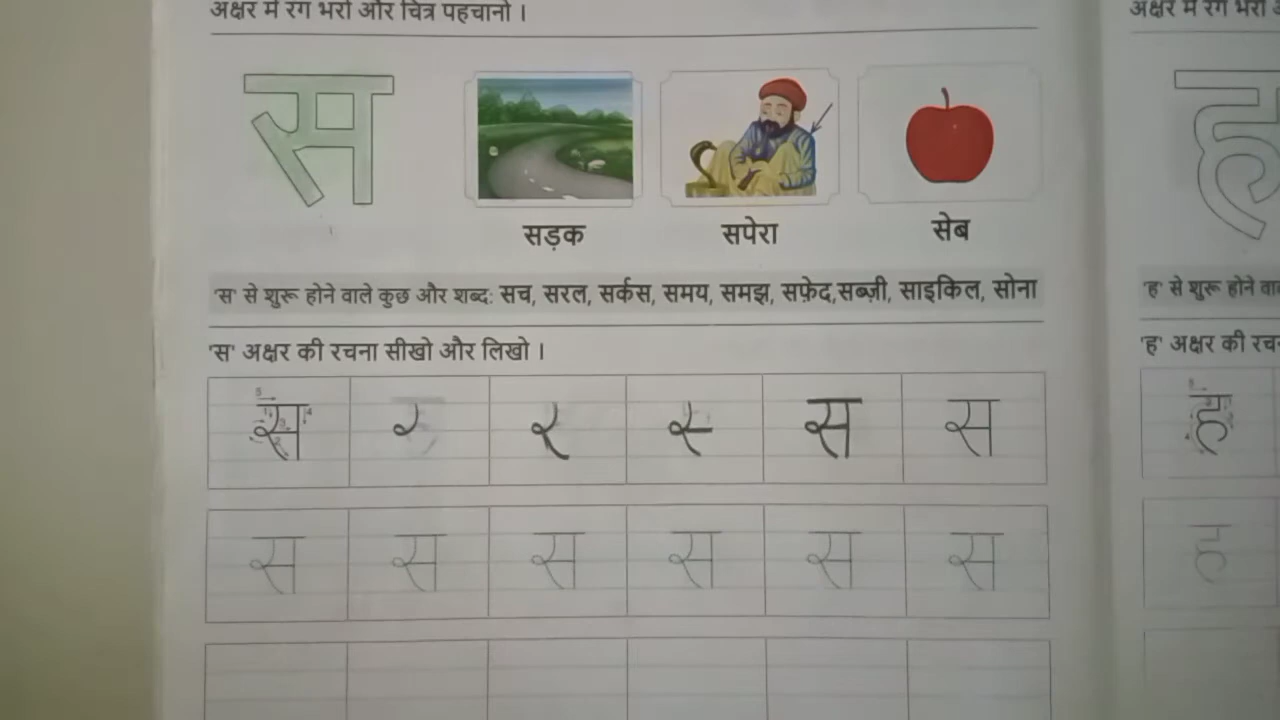 अक्षर में रंग भरो और चित्र पहचानो ।
स
सड़क सपेरा सेब
'स' से शुरू होने वाले कुछ और शब्द: सच, सरल, सर्कस, समय, समझ, सफ़ेद,सब्ज़ी, साइकिल, सोना
'स' अक्षर की रचना सीखो और लिखो ।
स स स
स स स स स स
अक्षर में रंग भरो
ह
'ह' से शुरू होने
'ह' अक्षर की
ह
ह